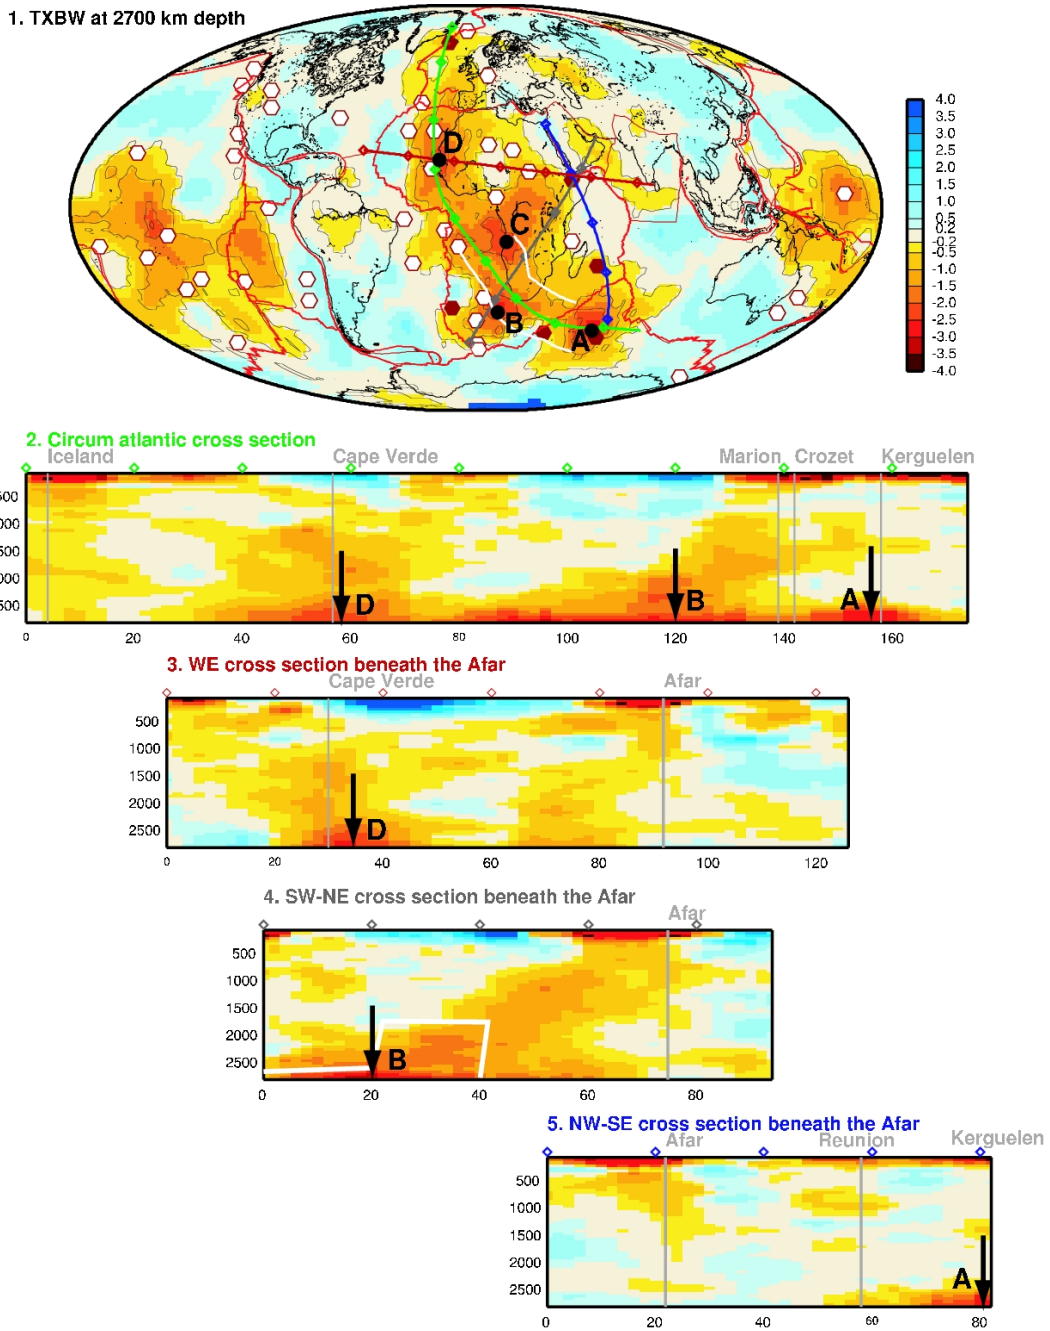 1. TXBW at 2700 km depth
D
C
B
A
4.0
3.5
3.0
2.5
2.0
1.5
1.0
0.5
0.2
-0.2
-0.5
-1.0
-1.5
-2.0
-2.5
-3.0
-3.5
-4.0
2. Circum atlantic cross section
Iceland Cape Verde Marion Crozet Kerguelen
500
000
500
000
500
D B A
0 20 40 60 80 100 120 140 160
3. WE cross section beneath the Afar
Cape Verde Afar
500
1000
1500
2000
2500
D
0 20 40 60 80 100 120
4. SW-NE cross section beneath the Afar
Afar
500
1000
1500
2000
2500
B
0 20 40 60 80
5. NW-SE cross section beneath the Afar
Afar Reunion Kerguelen
500
1000
1500
2000
2500
A
0 20 40 60 80